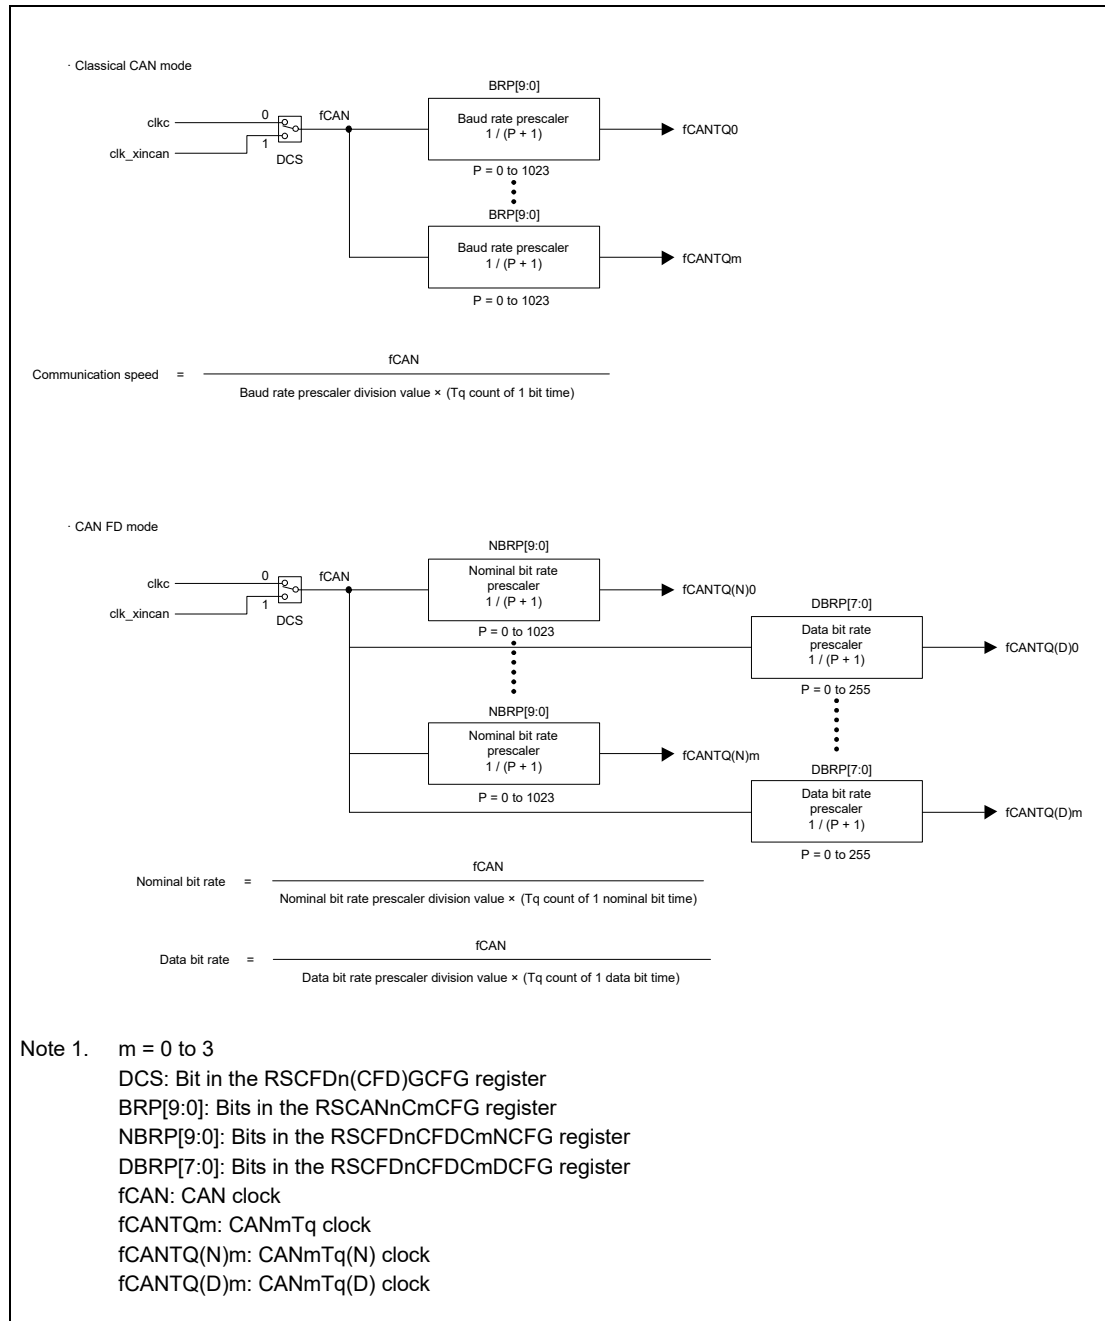 · Classical CAN mode
BRP[9:0]
clkc
0
fCAN
Baud rate prescaler
1 / (P + 1)
fCANTQ0
clk_xincan
1
DCS
P = 0 to 1023
BRP[9:0]
Baud rate prescaler
1 / (P + 1)
fCANTQm
P = 0 to 1023
fCAN
Communication speed =
Baud rate prescaler division value × (Tq count of 1 bit time)
· CAN FD mode
NBRP[9:0]
clkc
0
fCAN
Nominal bit rate
prescaler
1 / (P + 1)
fCANTQ(N)0
clk_xincan
1
DCS
P = 0 to 1023
DBRP[7:0]
Data bit rate
prescaler
1 / (P + 1)
fCANTQ(D)0
P = 0 to 255
NBRP[9:0]
Nominal bit rate
prescaler
1 / (P + 1)
fCANTQ(N)m
P = 0 to 1023
DBRP[7:0]
Data bit rate
prescaler
1 / (P + 1)
fCANTQ(D)m
P = 0 to 255
fCAN
Nominal bit rate =
Nominal bit rate prescaler division value × (Tq count of 1 nominal bit time)
fCAN
Data bit rate =
Data bit rate prescaler division value × (Tq count of 1 data bit time)
Note 1. m = 0 to 3
DCS: Bit in the RSCFDn(CFD)GCFG register
BRP[9:0]: Bits in the RSCANnCmCFG register
NBRP[9:0]: Bits in the RSCFDnCFDCmNCFG register
DBRP[7:0]: Bits in the RSCFDnCFDCmDCFG register
fCAN: CAN clock
fCANTQm: CANmTq clock
fCANTQ(N)m: CANmTq(N) clock
fCANTQ(D)m: CANmTq(D) clock